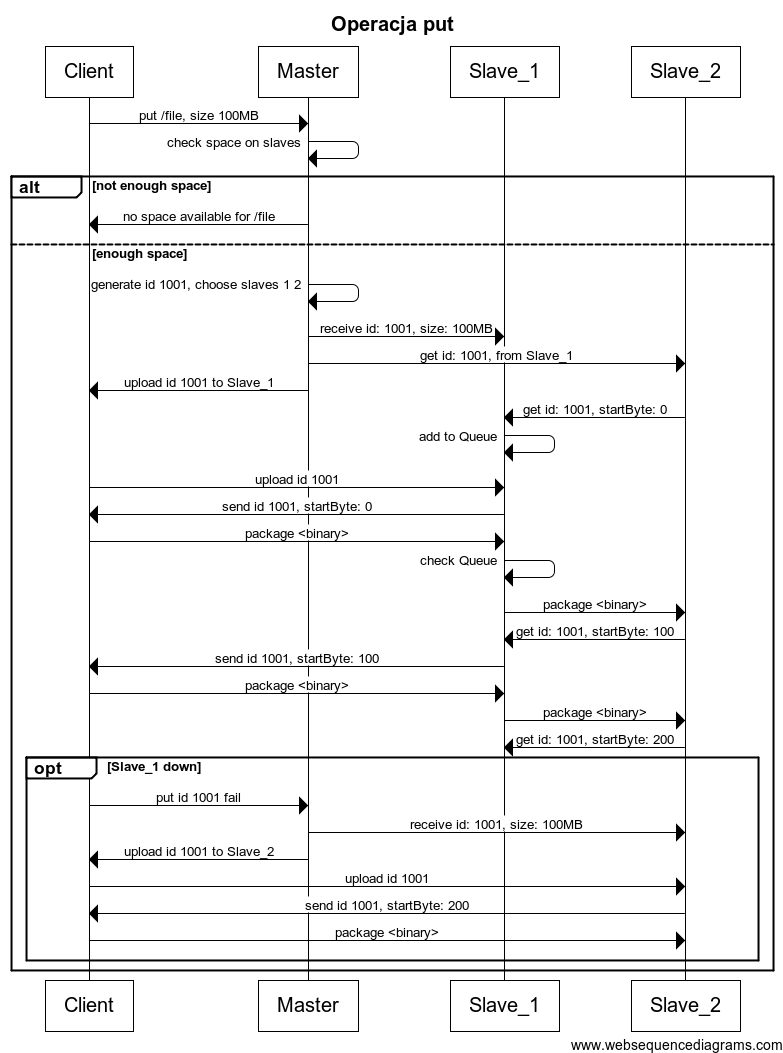 Operacja put
Client
Master
Slave_1
Slave_2
put /file, size 100MB
check space on slaves
alt
[not enough space]
no space available for /file
[enough space]
generate id 1001, choose slaves 1 2
receive id: 1001, size: 100MB
get id: 1001, from Slave_1
upload id 1001 to Slave_1
get id: 1001, startByte: 0
add to Queue
upload id 1001
send id 1001, startByte: 0
package <binary>
check Queue
package <binary>
get id: 1001, startByte: 100
send id 1001, startByte: 100
package <binary>
package <binary>
get id: 1001, startByte: 200
opt
[Slave_1 down]
put id 1001 fail
receive id: 1001, size: 100MB
upload id 1001 to Slave_2
upload id 1001
send id 1001, startByte: 200
package <binary>
Client
Master
Slave_1
Slave_2
www.websequencediagrams.com